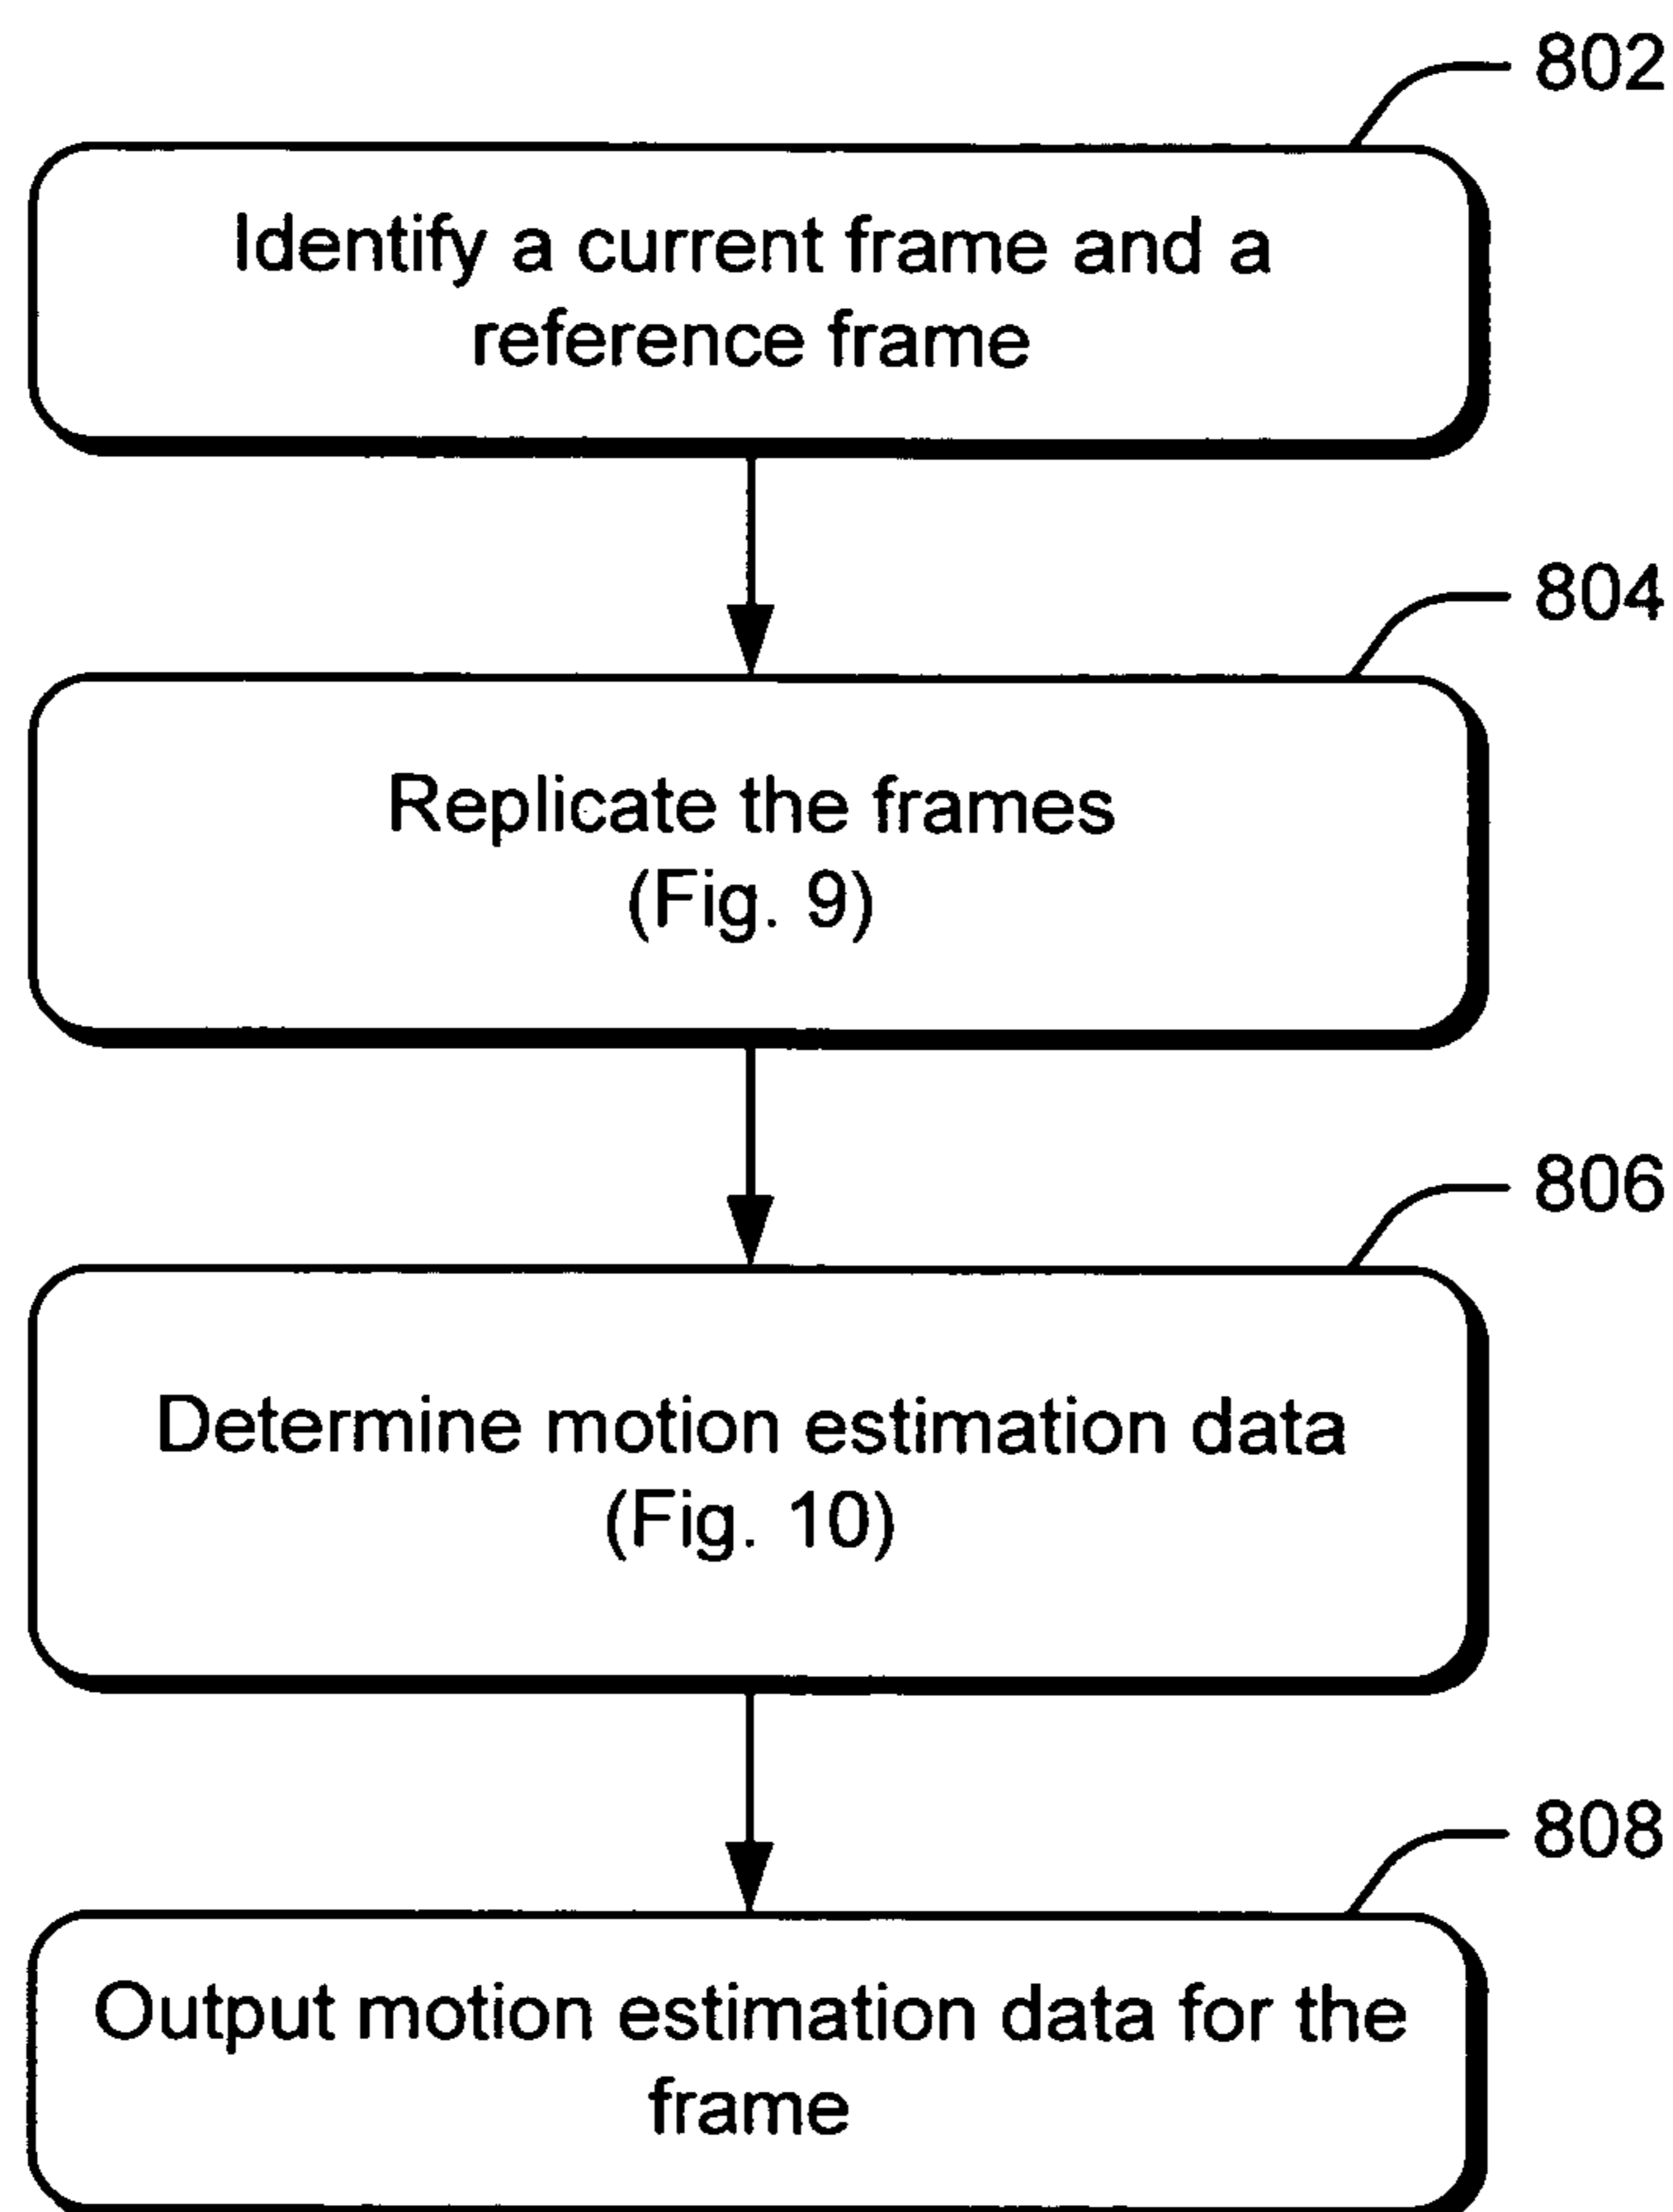 802
Identify a current frame and a
reference frame
804
Replicate the frames
(Fig. 9)
806
Determine motion estimation data
(Fig. 10)
808
Output motion estimation data for the
frame